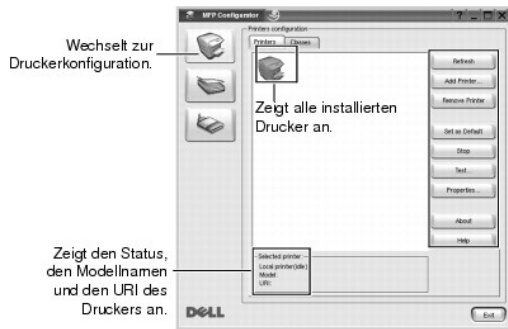 MFP Configurator
Printers configuration
Printers Classes
Wechselt zur
Druckerkonfiguration.
Zeigt alle installierten
Drucker an.
Refresh
Add Printer...
Remove Printer
Set as Default
Stop
Test...
Properties...
About
Help
Zeigt den Status,
den Modellnamen
und den URI des
Druckers an.
Selected printer:
Local printer(idle)
Model:
URI:
DELL
Exit